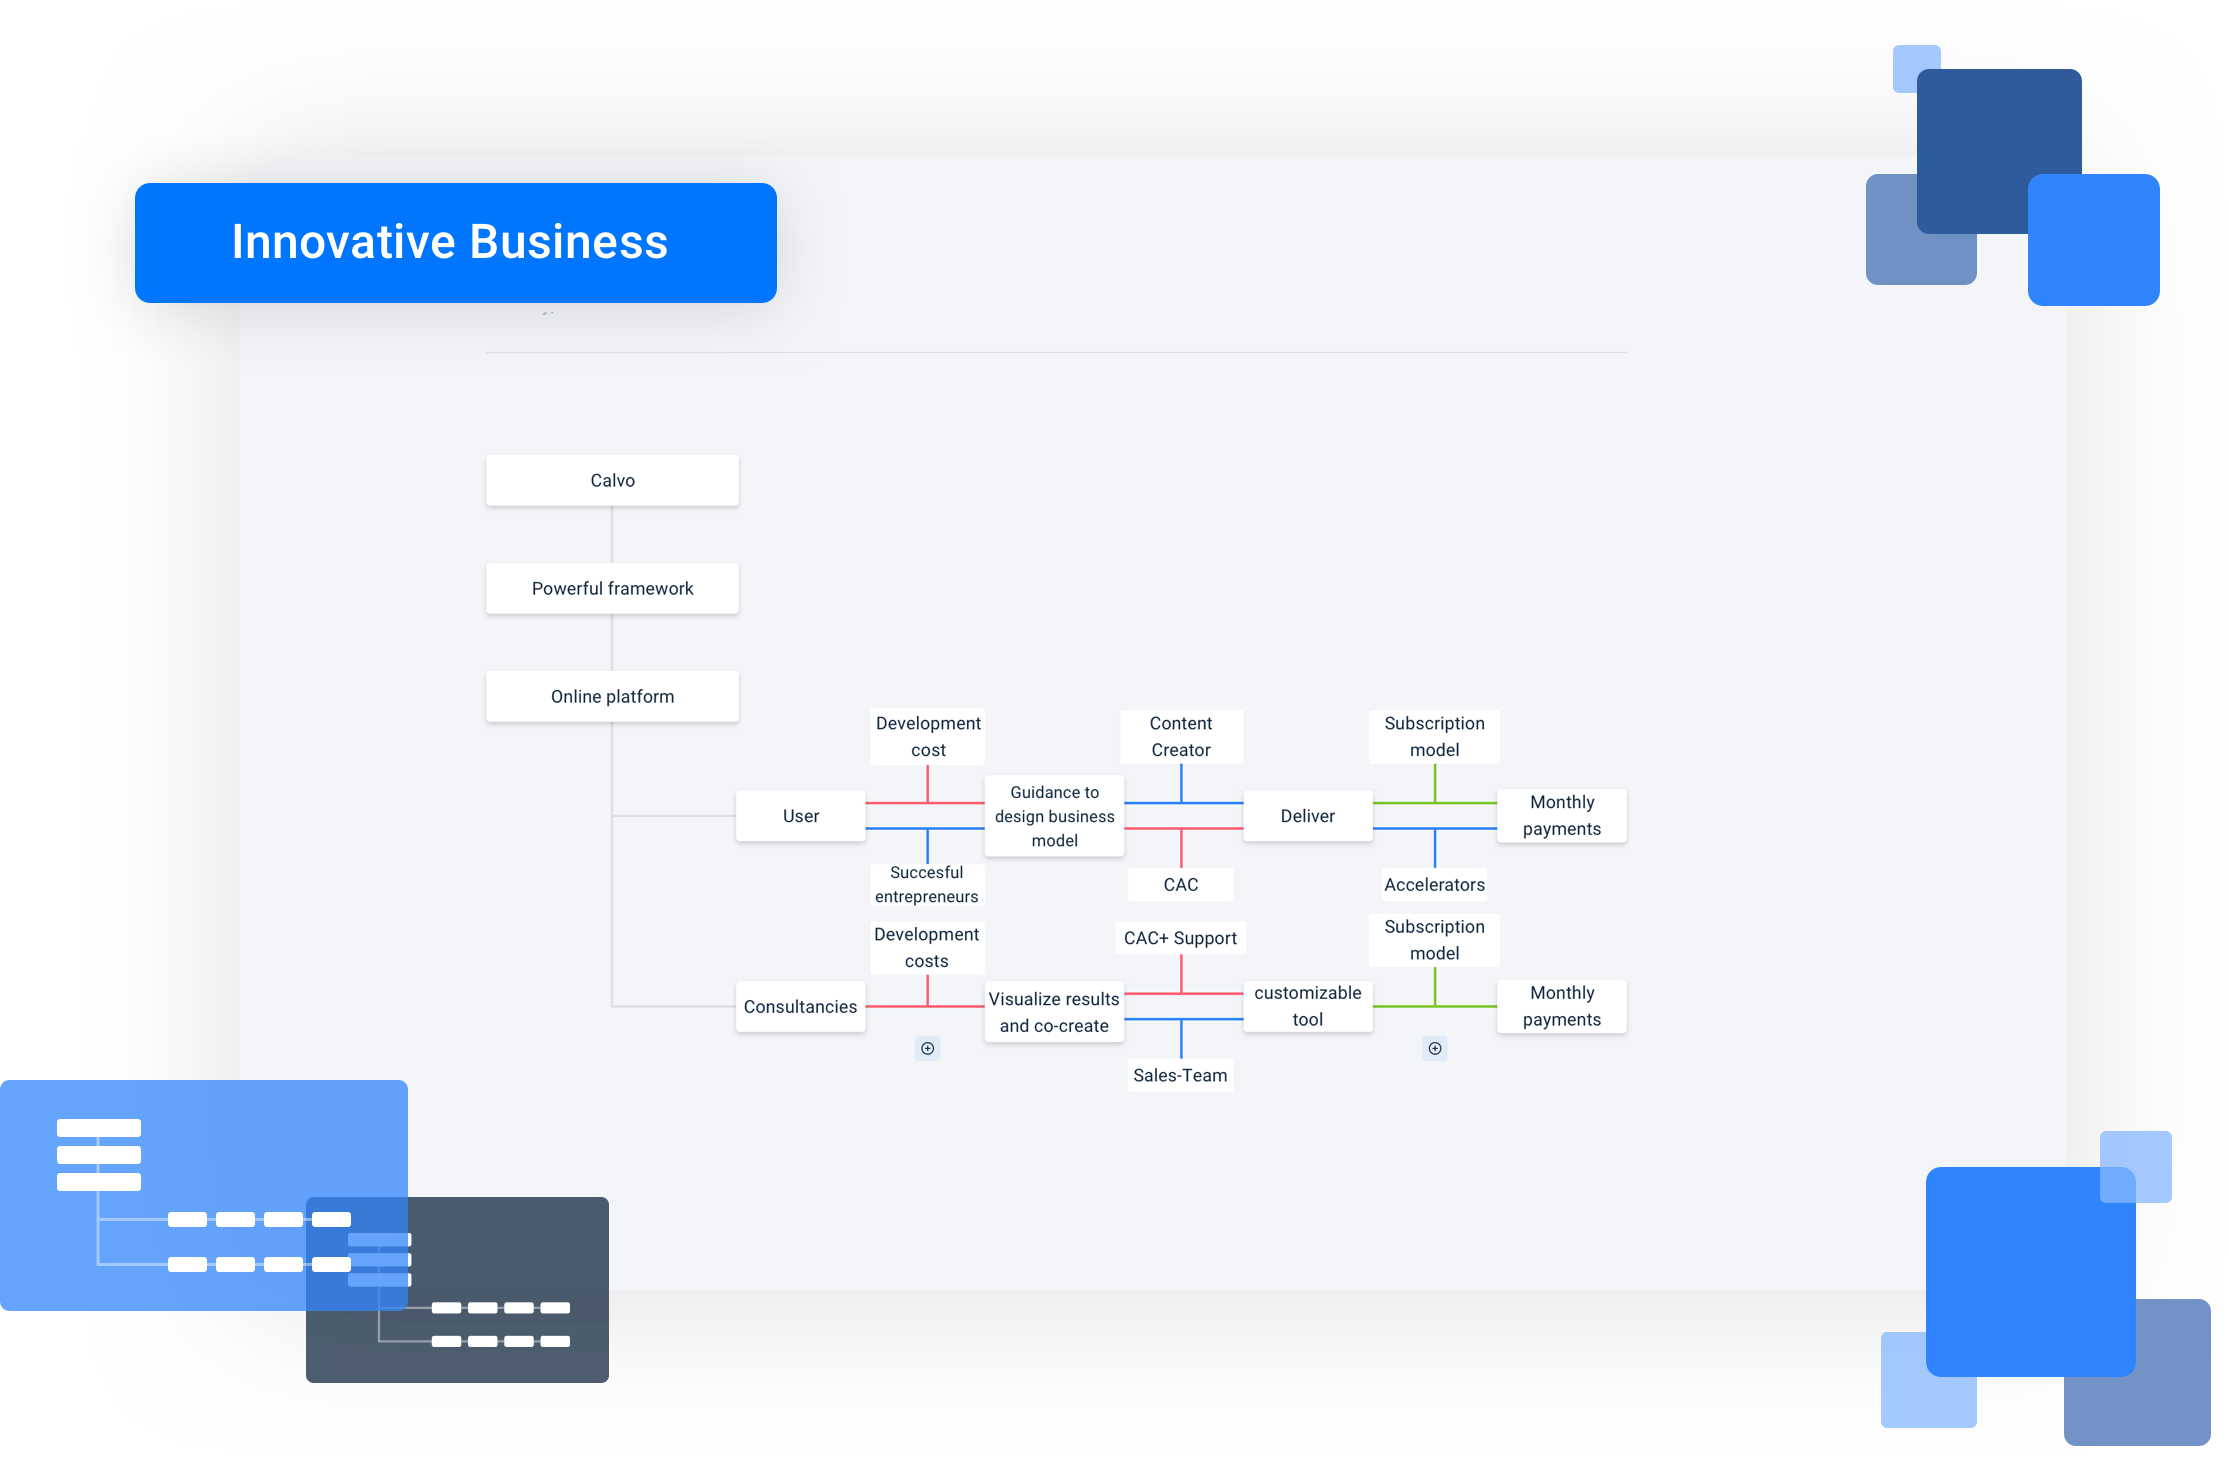 Innovative Business
Calvo
Powerful framework
Online platform
Development
cost
Content
Creator
Subscription
model
User
Guidance to
design business
model
Deliver
Monthly
payments
Succesful
entrepreneurs
CAC
Accelerators
Development
costs
CAC+ Support
Subscription
model
Consultancies
Visualize results
and co-create
customizable
tool
Monthly
payments
Sales-Team